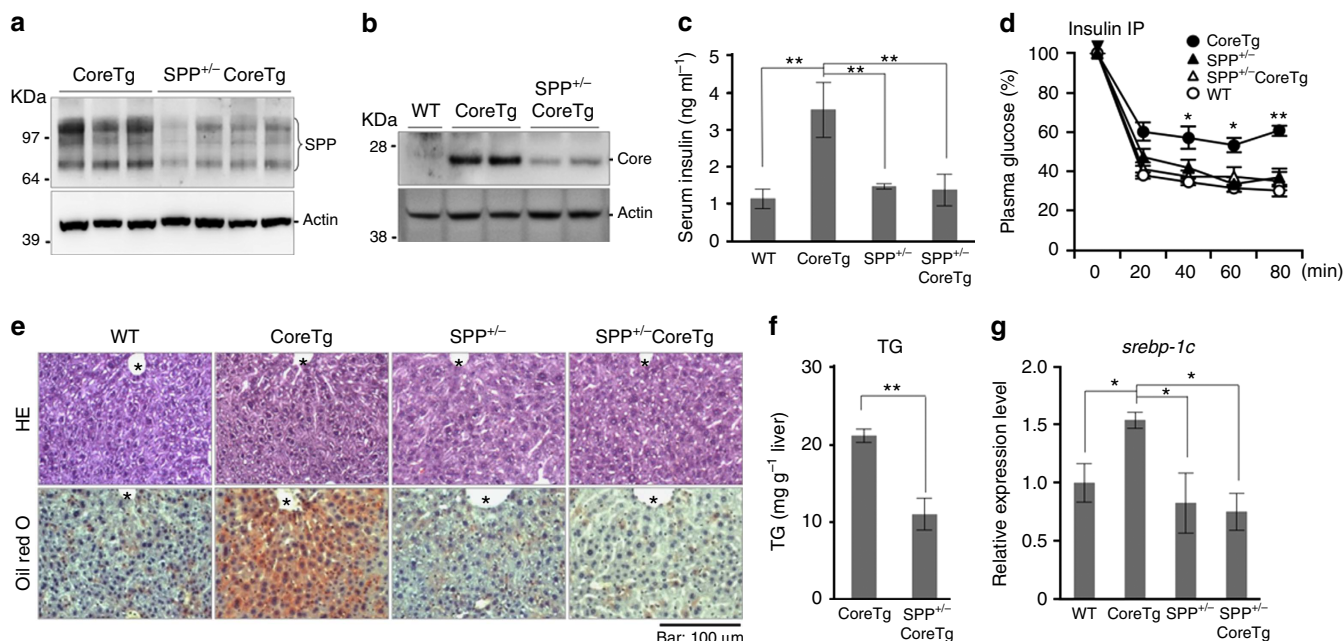 a
CoreTg SPP+/– CoreTg
KDa
97
64
39
SPP
Actin
b
WT CoreTg SPP+/– CoreTg
KDa
28
38
Core
Actin
c
Serum insulin (ng ml–1)
5
4
3
2
1
0
** ** **
WT CoreTg SPP+/– SPP+/– CoreTg
d
Insulin IP
Plasma glucose (%)
100
80
60
40
20
0
CoreTg
SPP+/–
SPP+/–CoreTg
WT
* * **
0 20 40 60 80 (min)
e
WT CoreTg SPP+/– SPP+/–CoreTg
HE
* * * *
Oil red O
* * * *
Bar: 100 um
f
TG
TG (mg g–1 liver)
30
20
10
0
**
CoreTg SPP+/– CoreTg
g
srebp-1c
Relative expression level
2.0
1.5
1.0
0.5
0
* * *
WT CoreTg SPP+/– SPP+/– CoreTg